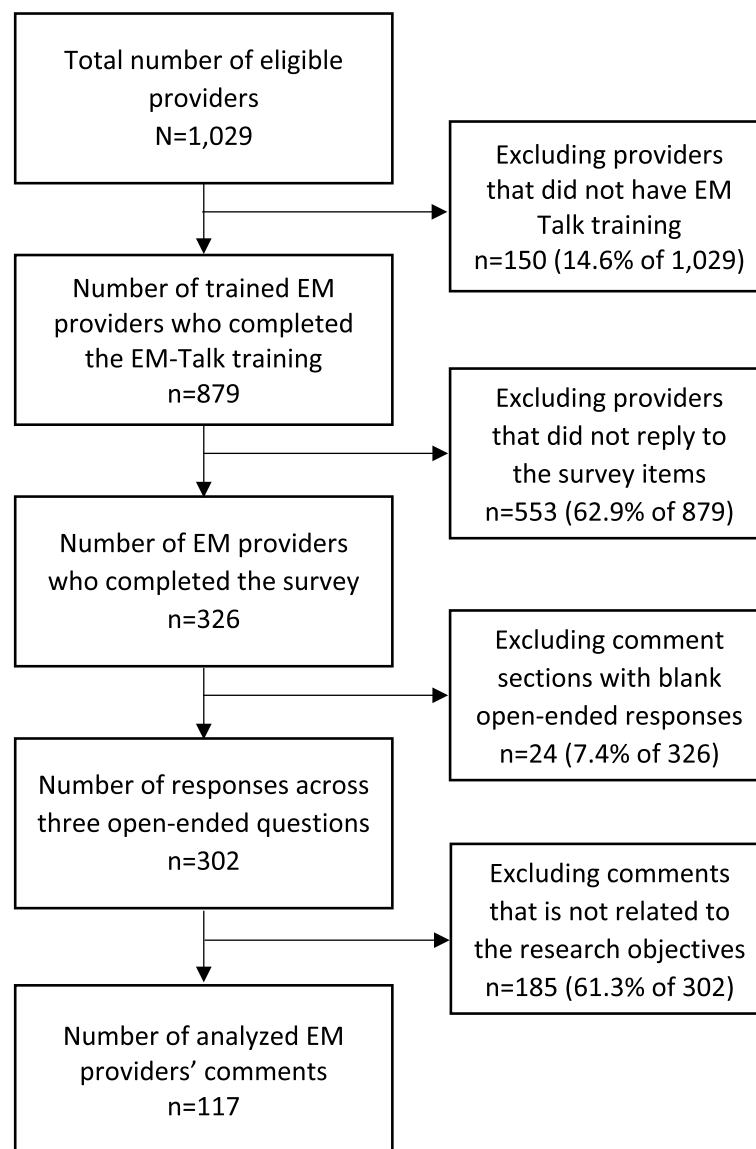 Total number of eligible
providers
N=1,029
Excluding providers
that did not have EM
Talk training
n=150 (14.6% of 1,029)
Number of trained EM
providers who completed
the EM-Talk training
n=879
Excluding providers
that did not reply to
the survey items
n=553 (62.9% of 879)
Number of EM providers
who completed the survey
n=326
Excluding comment
sections with blank
open-ended responses
n=24 (7.4% of 326)
Number of responses across
three open-ended questions
n=302
Excluding comments
that is not related to
the research objectives
n=185 (61.3% of 302)
Number of analyzed EM
providers’ comments
n=117